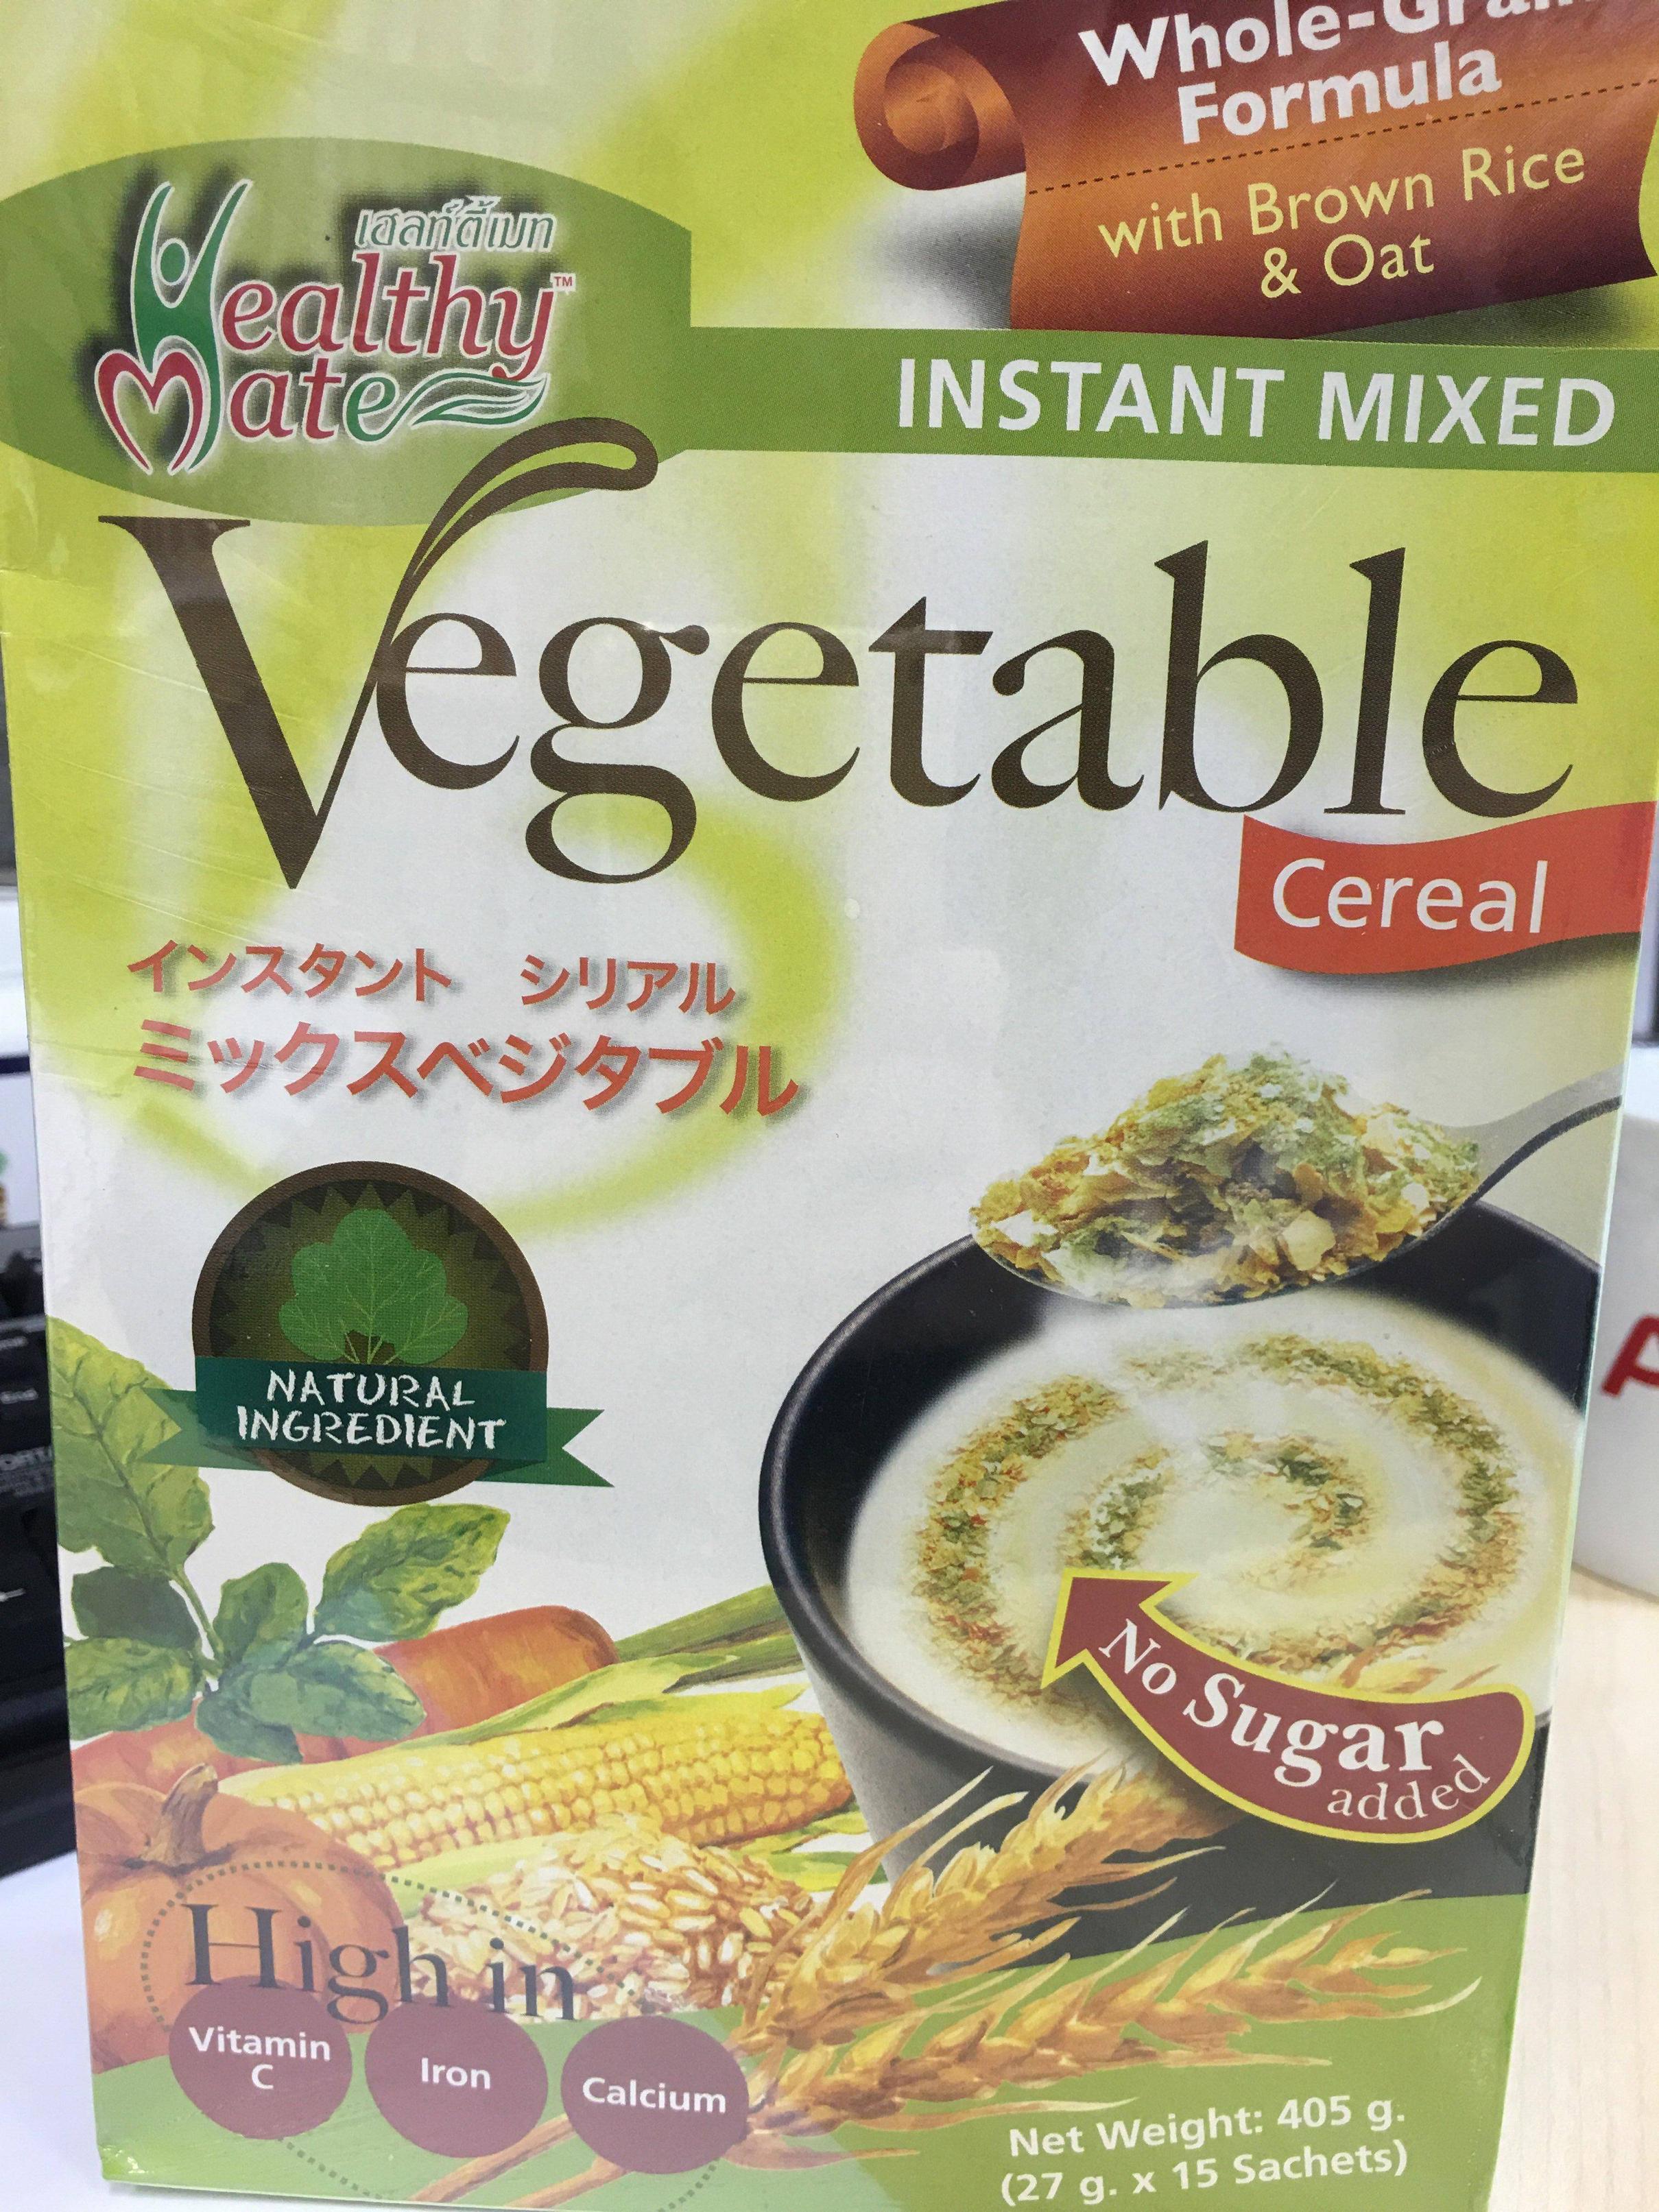 Whole-Grain
Formula
with Brown Rice
& Oat
เฮลท์ตี้เมท
Healthy™
Mate
INSTANT MIXED
Vegetable
Cereal
インスタント シリアル
ミックスベジタブル
NATURAL
INGREDIENT
No Sugar
added
High in
Vitamin
C
Iron
Calcium
Net Weight: 405 g.
(27 g. x 15 Sachets)